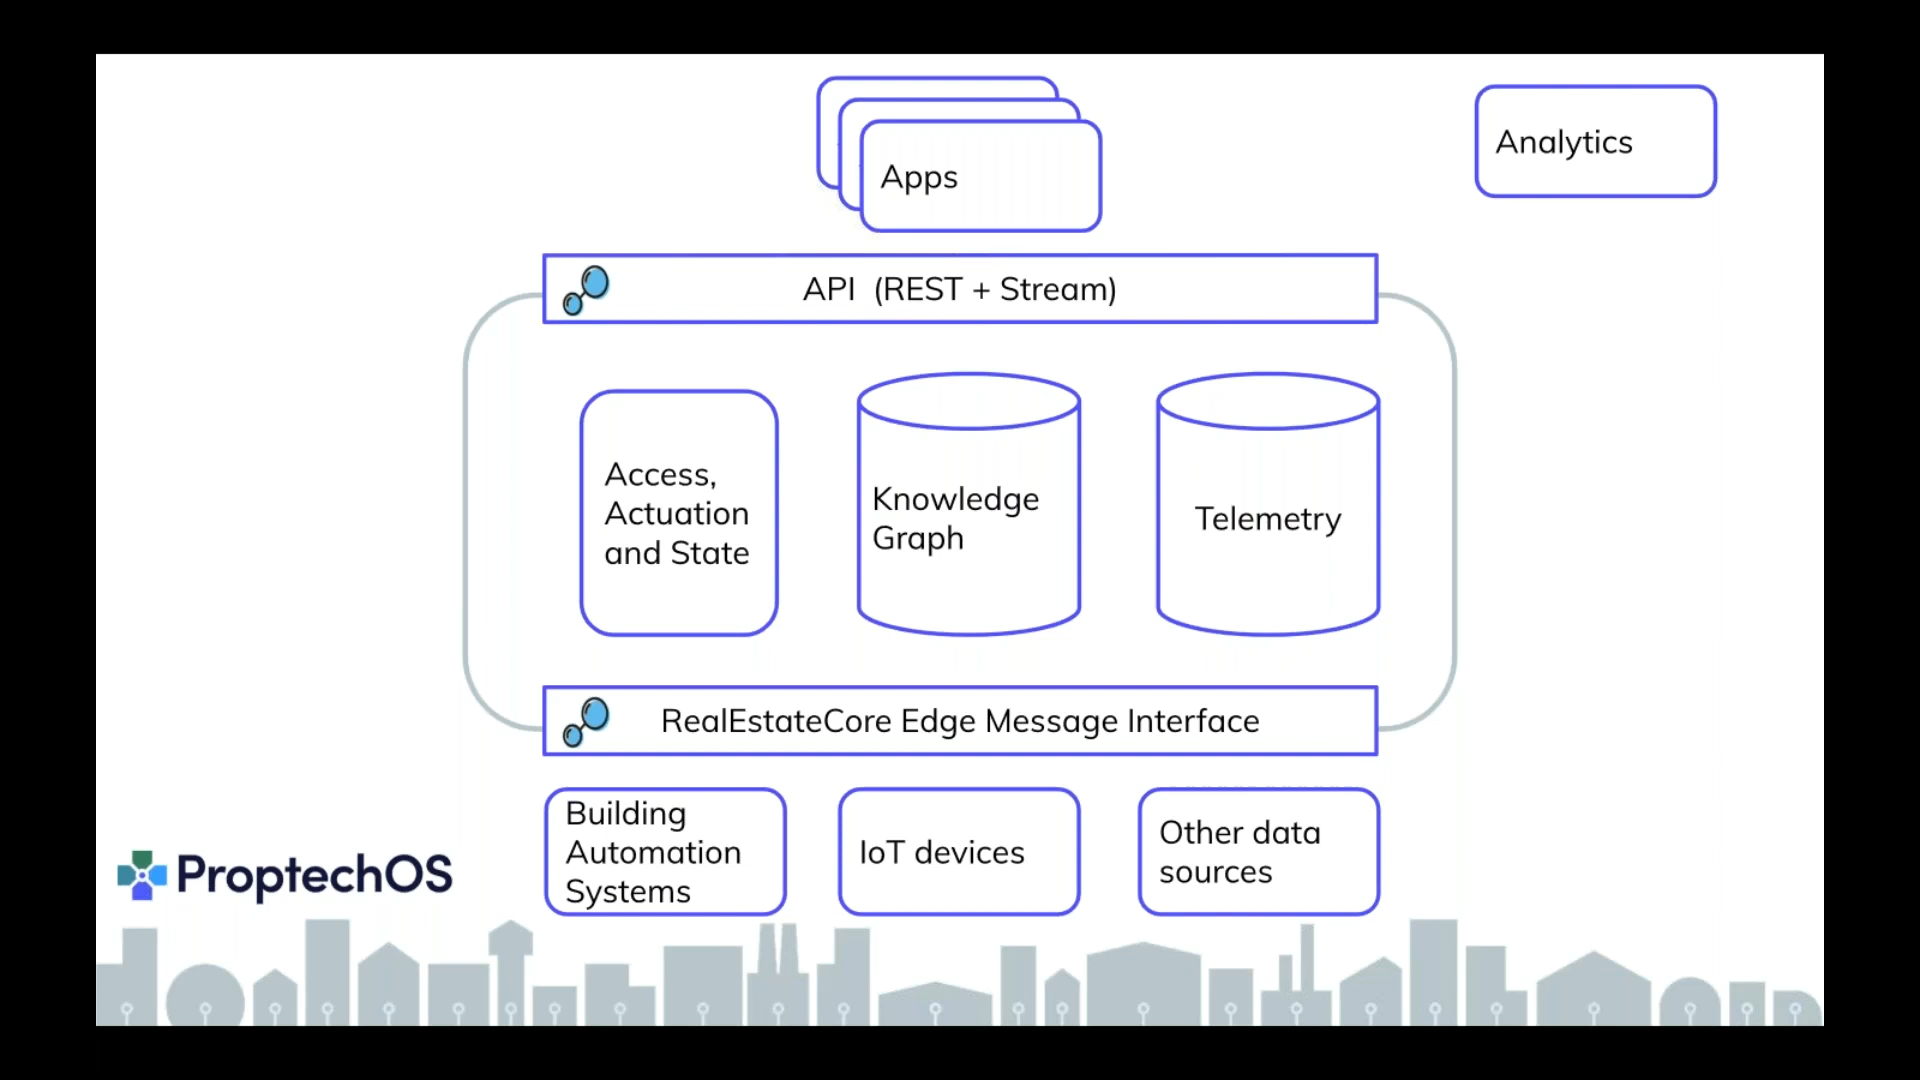 Apps
Analytics
API  (REST + Stream)
Access,
Actuation
and State
Knowledge
Graph
Telemetry
RealEstateCore Edge Message Interface
Building
Automation
Systems
IoT devices
Other data
sources
ProptechOS